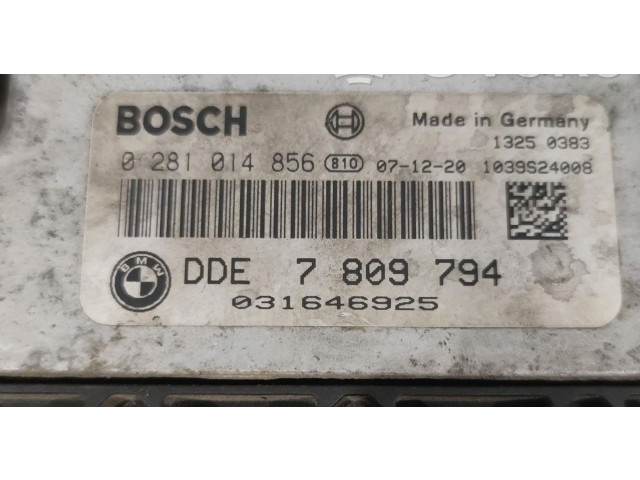 BOSCH
Made in Germany
1325 0383
0 281 014 856 810 07-12-20 1039S24008
BMW
DDE 7 809 794
031646925